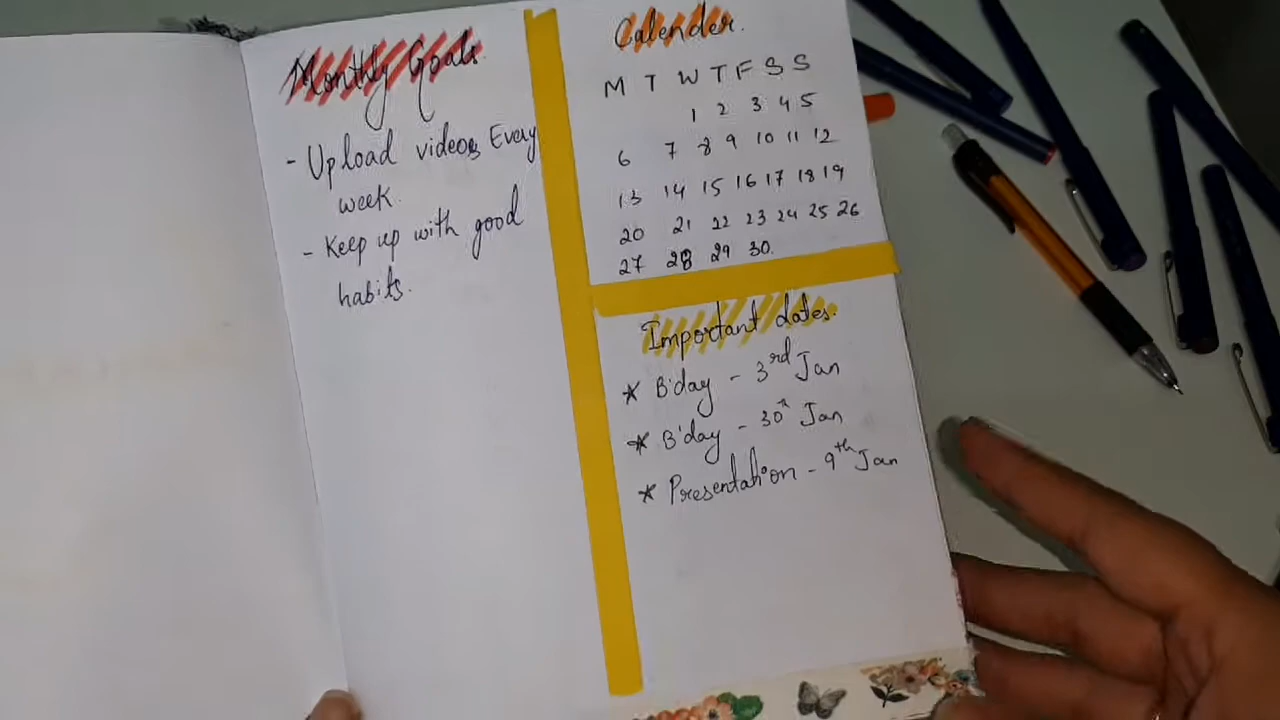 Monthly Goals
- Upload videos Every
week.
- Keep up with good
habits.
Calender.
M T W T F S S
1 2 3 4 5
6 7 8 9 10 11 12
13 14 15 16 17 18 19
20 21 22 23 24 25 26
27 28 29 30.
Important dates.
* B'day - 3rd Jan
* B'day - 30th Jan
* Presentation - 9th Jan